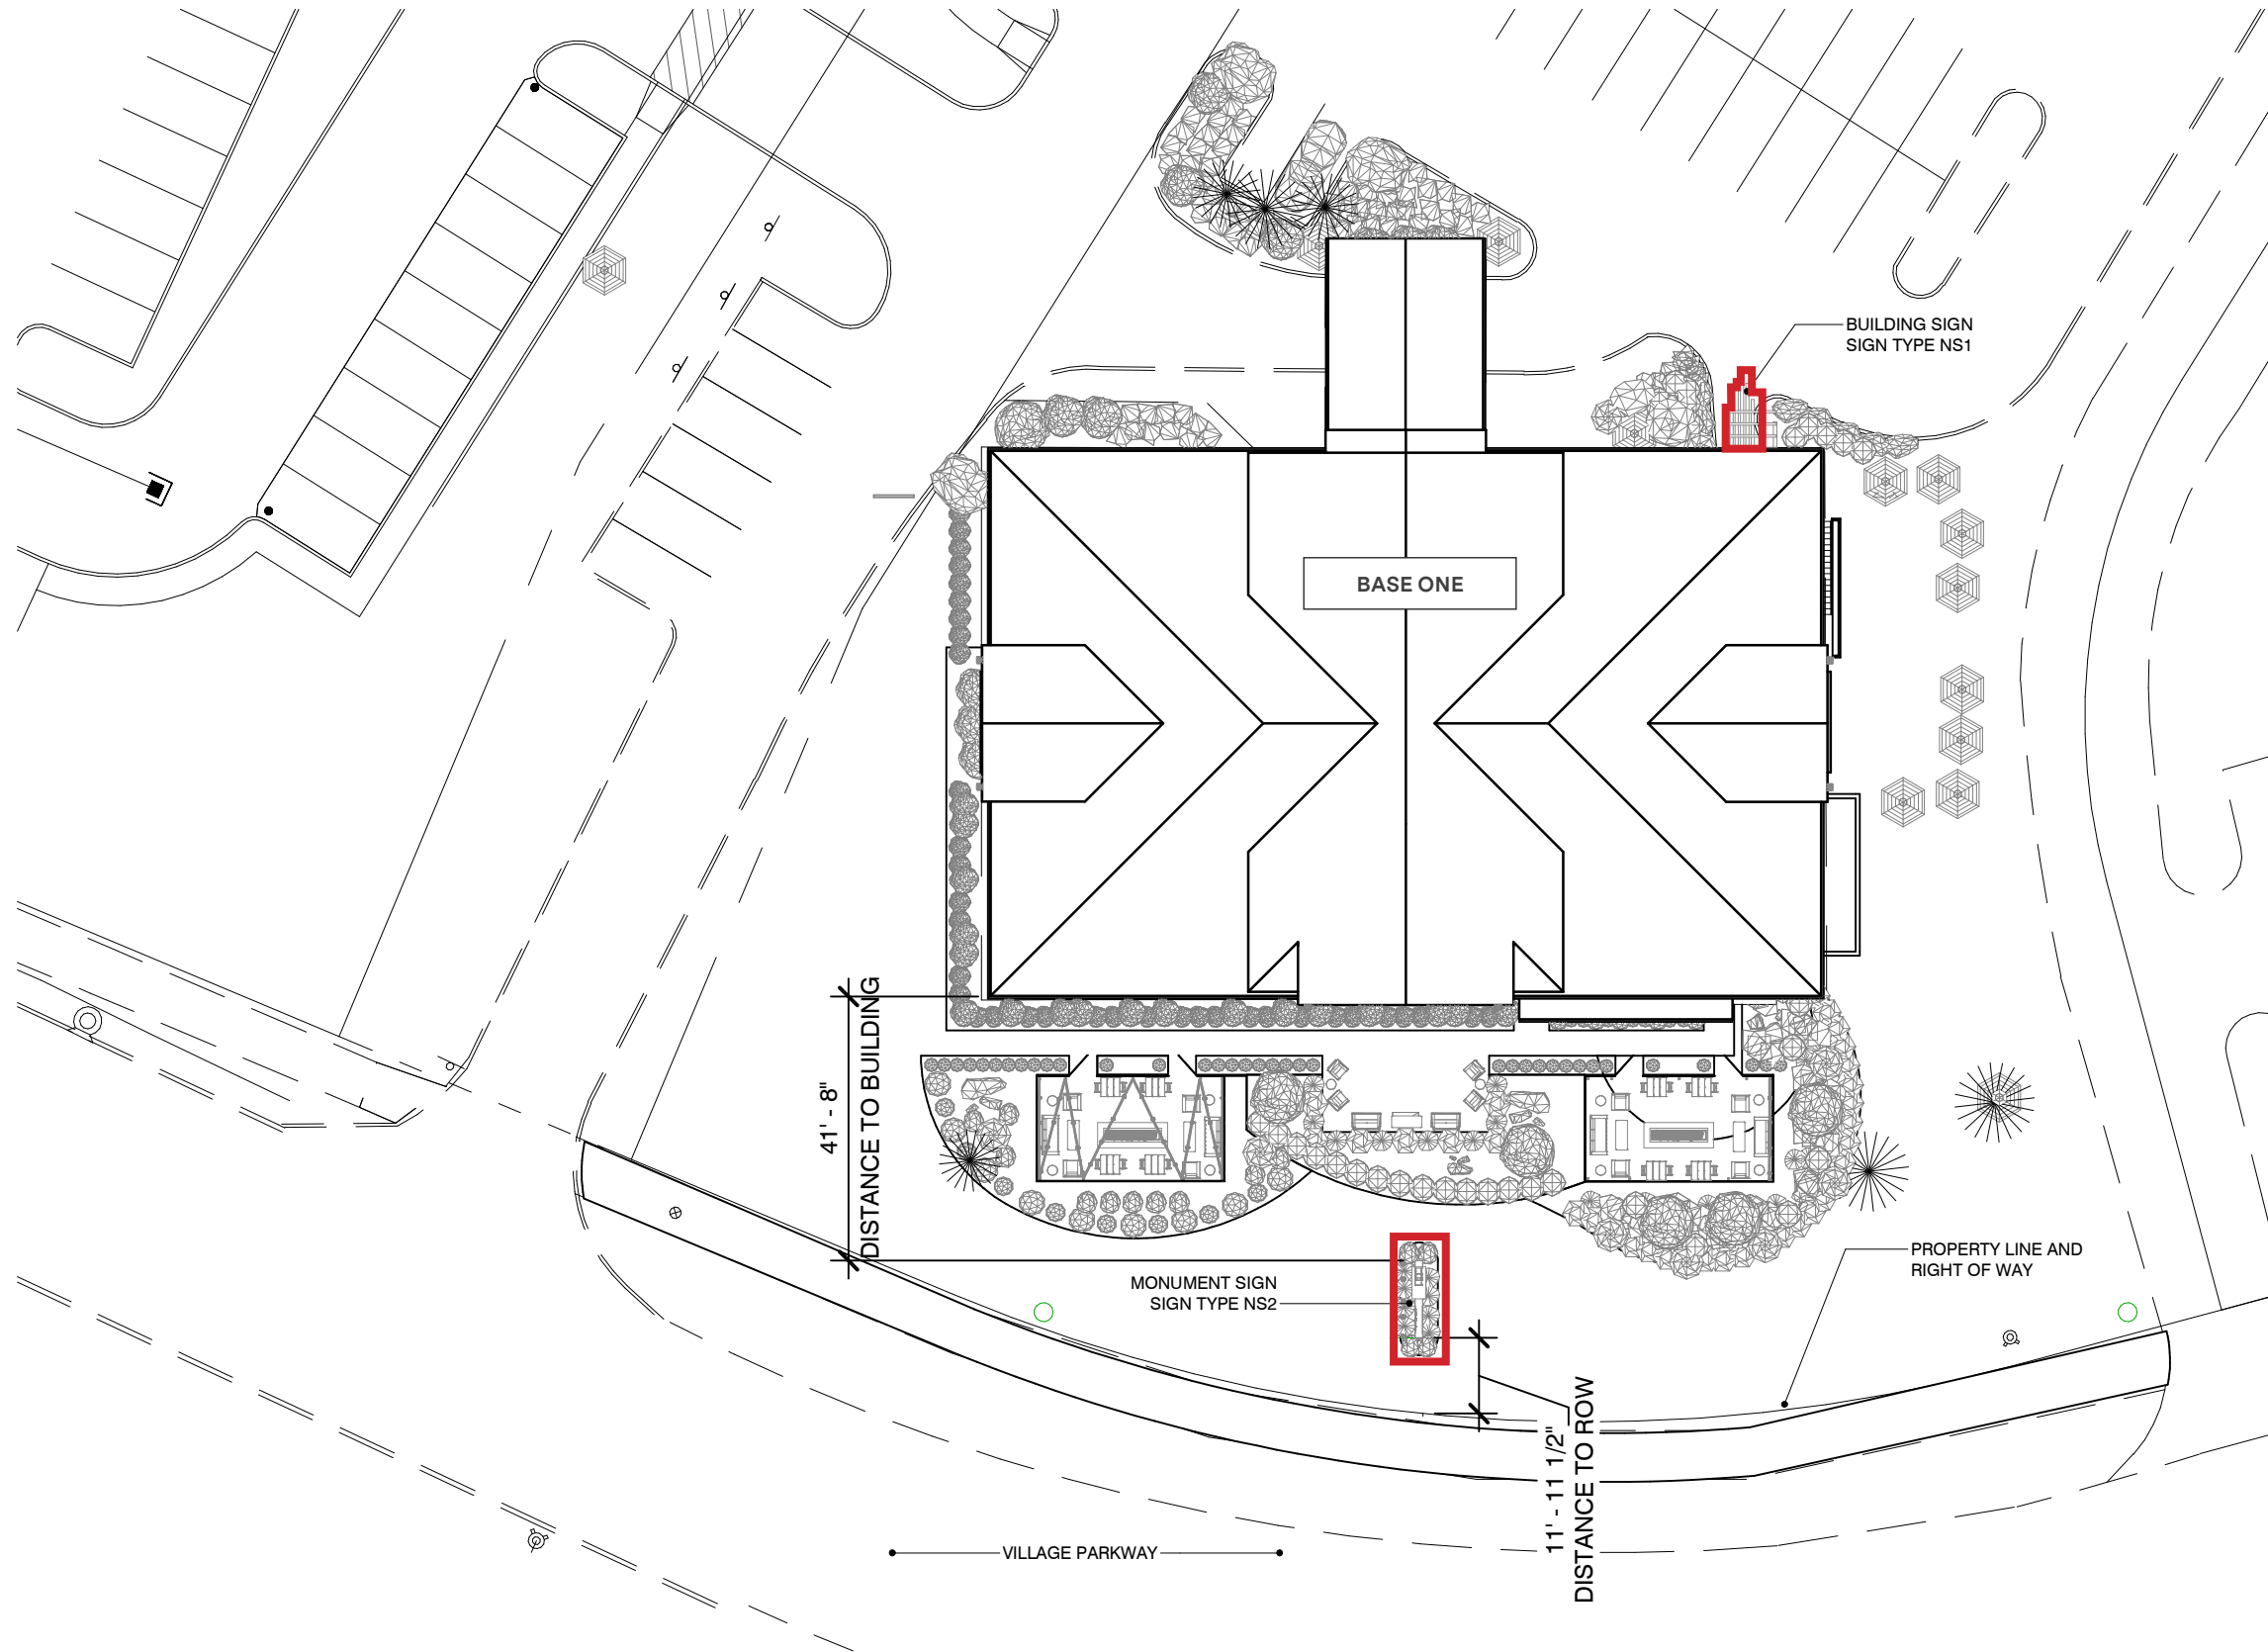 BUILDING SIGN
SIGN TYPE NS1
BASE ONE
41' - 8"
DISTANCE TO BUILDING
MONUMENT SIGN
SIGN TYPE NS2
PROPERTY LINE AND
RIGHT OF WAY
11' - 11 1/2"
DISTANCE TO ROW
VILLAGE PARKWAY